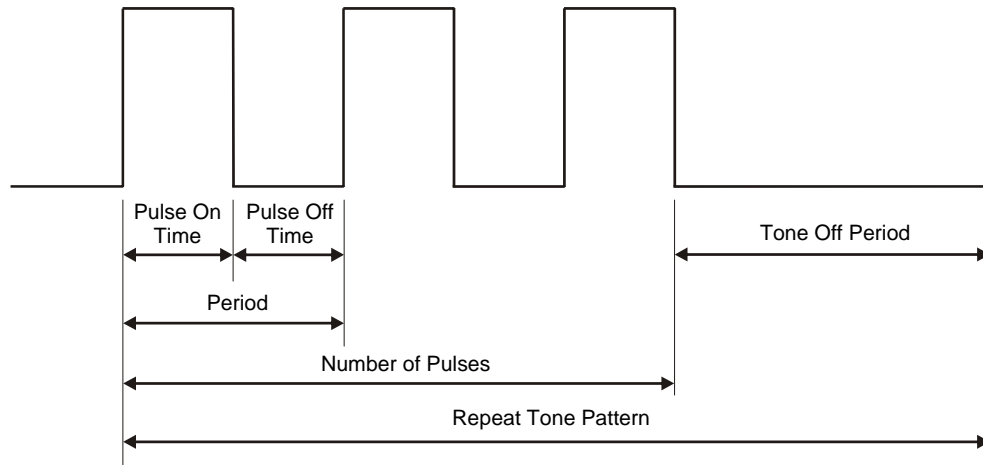 Pulse On
Time
Pulse Off
Time
Tone Off Period
Period
Number of Pulses
Repeat Tone Pattern